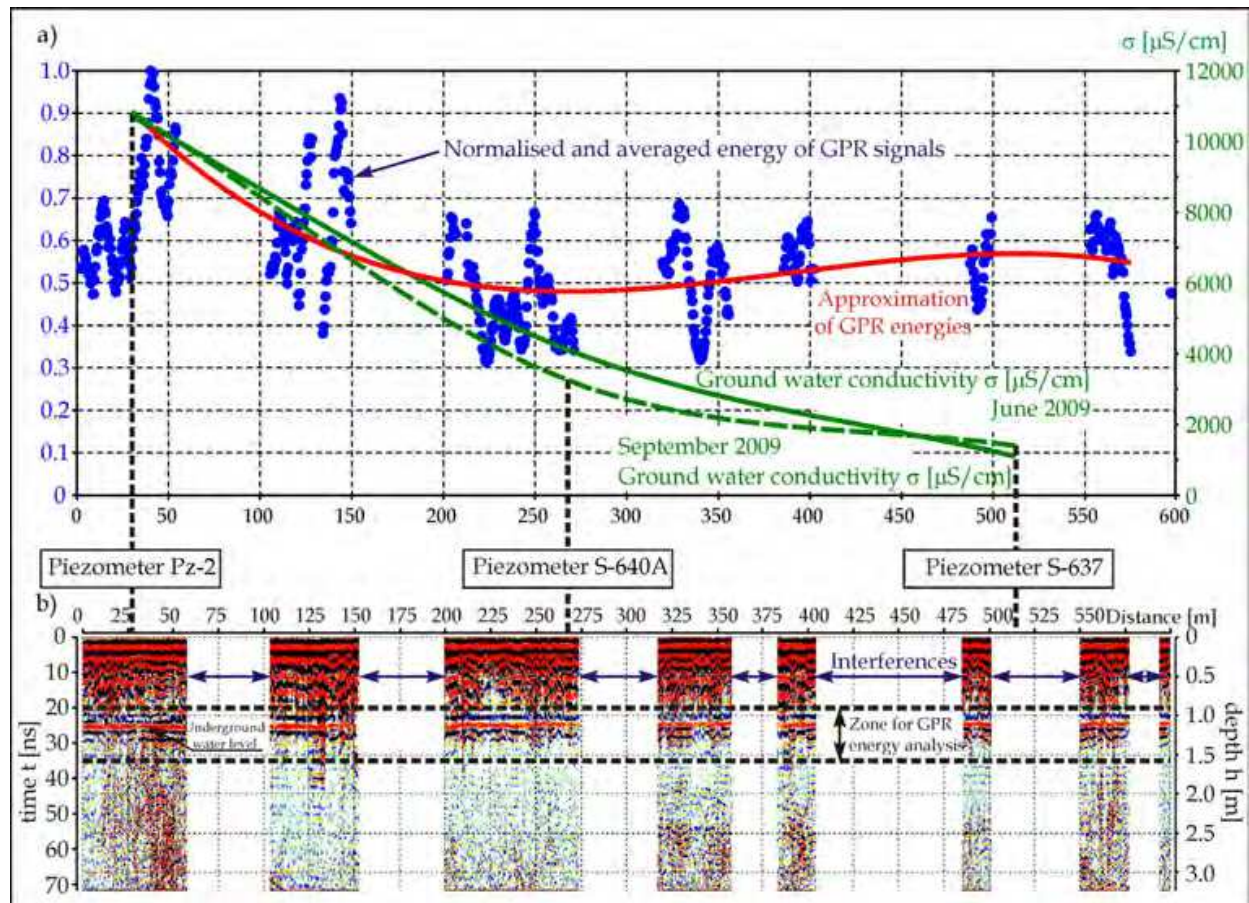 a)
σ [μS/cm]
1.0
0.9
0.8
0.7
0.6
0.5
0.4
0.3
0.2
0.1
0
12000
10000
8000
6000
4000
2000
0
Normalised and averaged energy of GPR signals
Approximation
of GPR energies
Ground water conductivity σ [μS/cm]
June 2009
September 2009
Ground water conductivity σ [μS/cm]
0 50 100 150 200 250 300 350 400 450 500 550 600
Piezometer Pz-2
Piezometer S-640A
Piezometer S-637
b)
0 25 50 75 100 125 150 175 200 225 250 275 300 325 350 375 400 425 450 475 500 525 550 Distance [m]
0
10
20
30
40
50
60
70
time t [ns]
Interferences
Underground
water level
Zone for GPR
energy analysis
0
0.5
1.0
1.5
2.0
2.5
3.0
depth h [m]